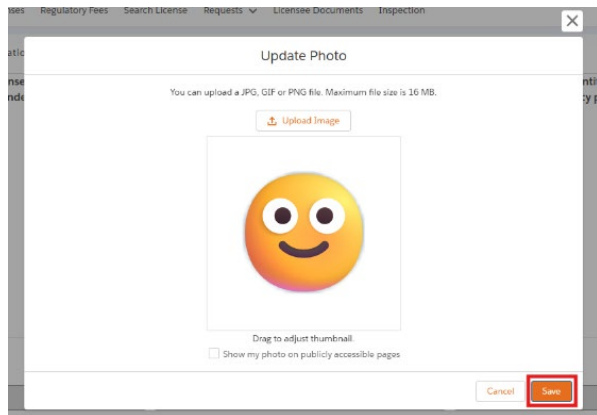 nses Regulatory Fees Search License Requests Licensee Documents Inspection
Update Photo
You can upload a JPG, GIF or PNG file. Maximum file size is 16 MB.
Upload Image
Drag to adjust thumbnail.
Show my photo on publicly accessible pages
Cancel Save